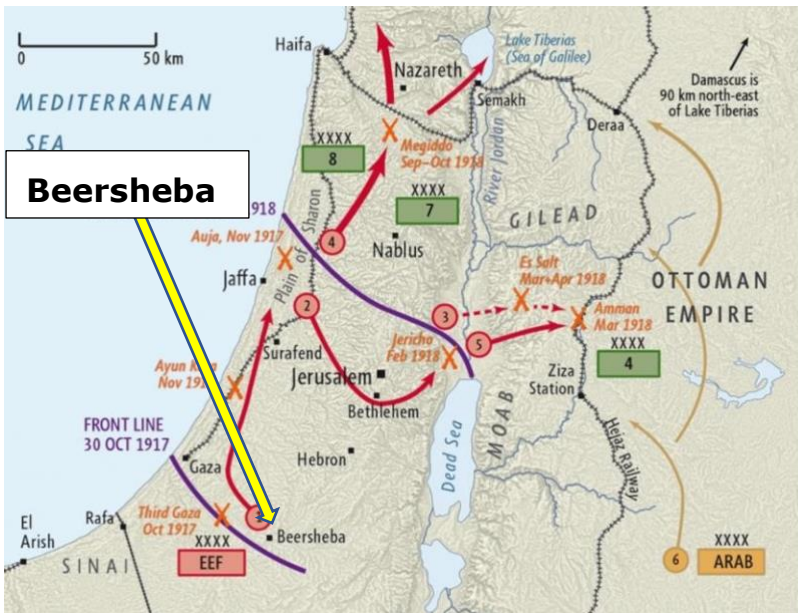 0
50 km
Haifa
Lake Tiberias
(Sea of Galilee)
Damascus is
90 km north-east
of Lake Tiberias
MEDITERRANEAN
SEA
Nazareth
Semakh
Deraa
XXXX
8
Megiddo
Sep–Oct 1918
River Jordan
XXXX
7
Beersheba
918
Plain of Sharon
4
Auja, Nov 1917
Nablus
GILEAD
Jaffa
2
Es Salt
Mar+Apr 1918
OTTOMAN
EMPIRE
3
5
Amman
Mar 1918
Jericho
Feb 1918
XXXX
4
Surafend
Jerusalem
Bethlehem
Ayun
Nov
Ziza
Station
MOAB
FRONT LINE
30 OCT 1917
Hejaz Railway
Gaza
Hebron
Dead Sea
Third Gaza
Oct 1917
Beersheba
El
Arish
Rafa
SINAI
XXXX
EEF
6
XXXX
ARAB